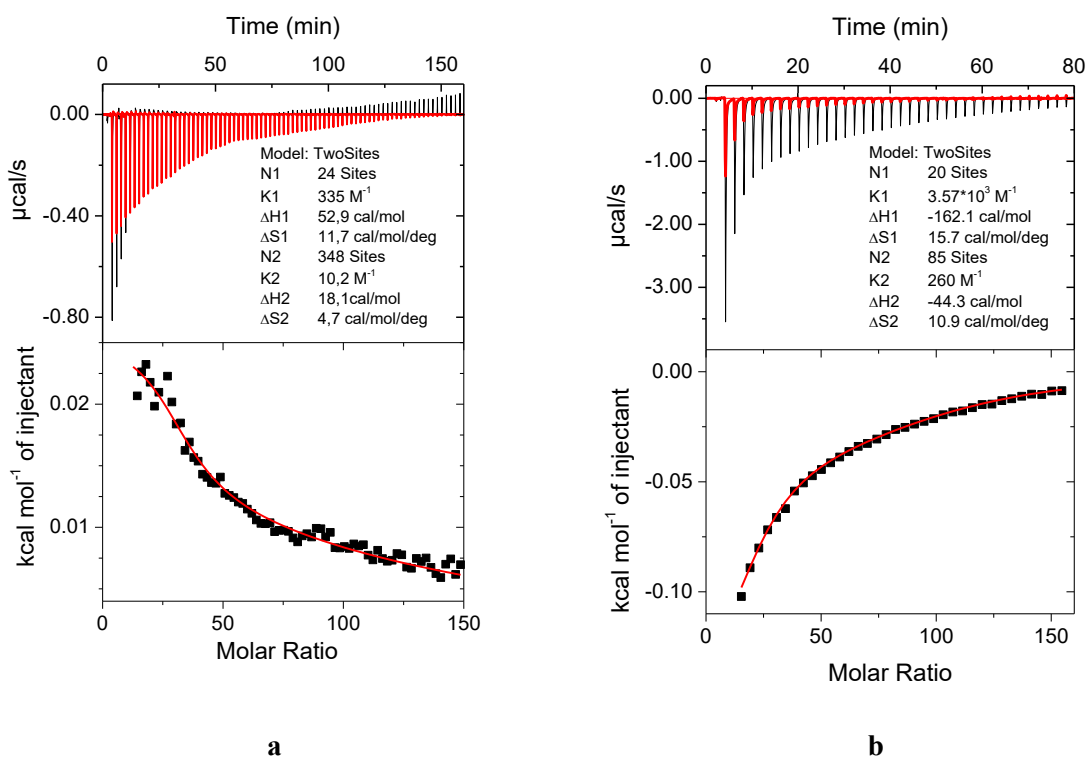 Time (min)
0 50 100 150
0.00
-0.40
-0.80
µcal/s
Model: TwoSites
N1 24 Sites
K1 335 M⁻¹
ΔH1 52,9 cal/mol
ΔS1 11,7 cal/mol/deg
N2 348 Sites
K2 10,2 M⁻¹
ΔH2 18,1cal/mol
ΔS2 4,7 cal/mol/deg
0.02
0.01
kcal mol⁻¹ of injectant
0 50 100 150
Molar Ratio
a
Time (min)
0 20 40 60 80
0.00
-1.00
-2.00
-3.00
µcal/s
Model: TwoSites
N1 20 Sites
K1 3.57*10³ M⁻¹
ΔH1 -162.1 cal/mol
ΔS1 15.7 cal/mol/deg
N2 85 Sites
K2 260 M⁻¹
ΔH2 -44.3 cal/mol
ΔS2 10.9 cal/mol/deg
0.00
-0.05
-0.10
kcal mol⁻¹ of injectant
0 50 100 150
Molar Ratio
b